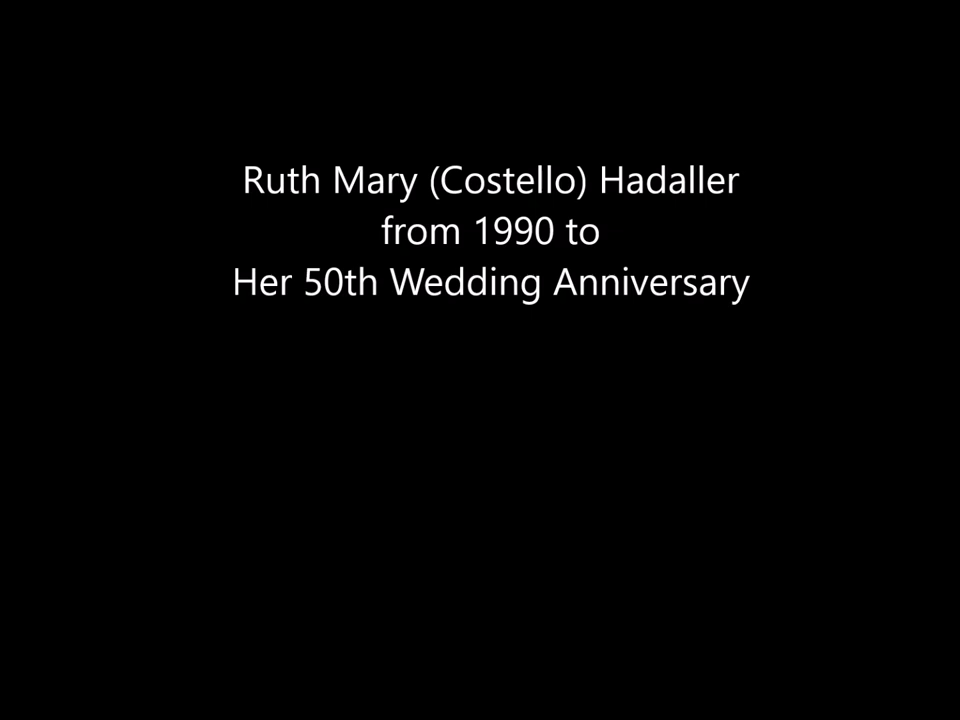 Ruth Mary (Costello) Hadaller
from 1990 to
Her 50th Wedding Anniversary